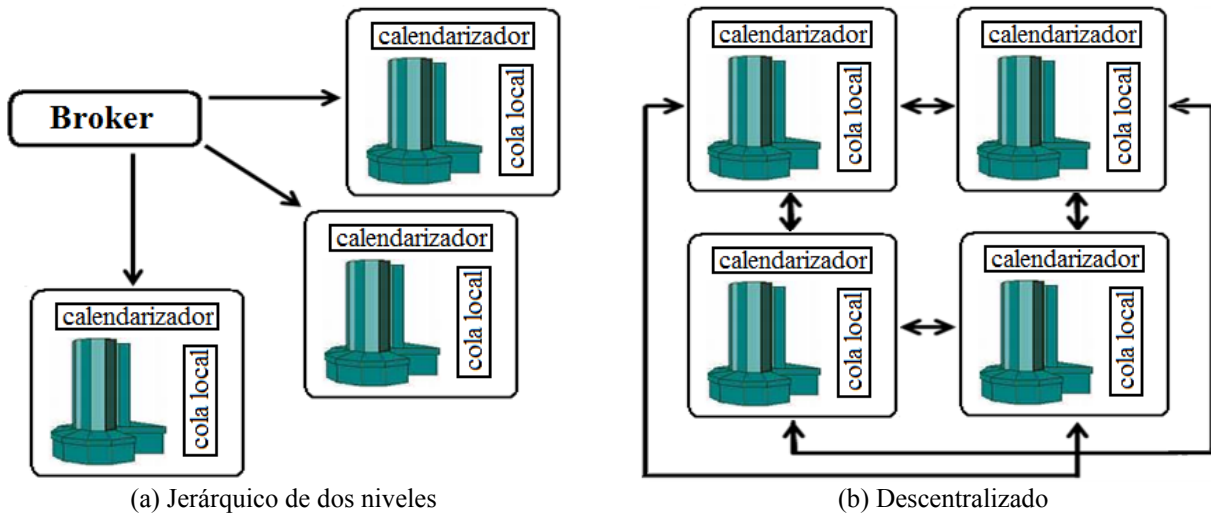 Broker
calendarizador
cola local
calendarizador
cola local
calendarizador
cola local
(a) Jerárquico de dos niveles
calendarizador
cola local
calendarizador
cola local
calendarizador
cola local
calendarizador
cola local
(b) Descentralizado